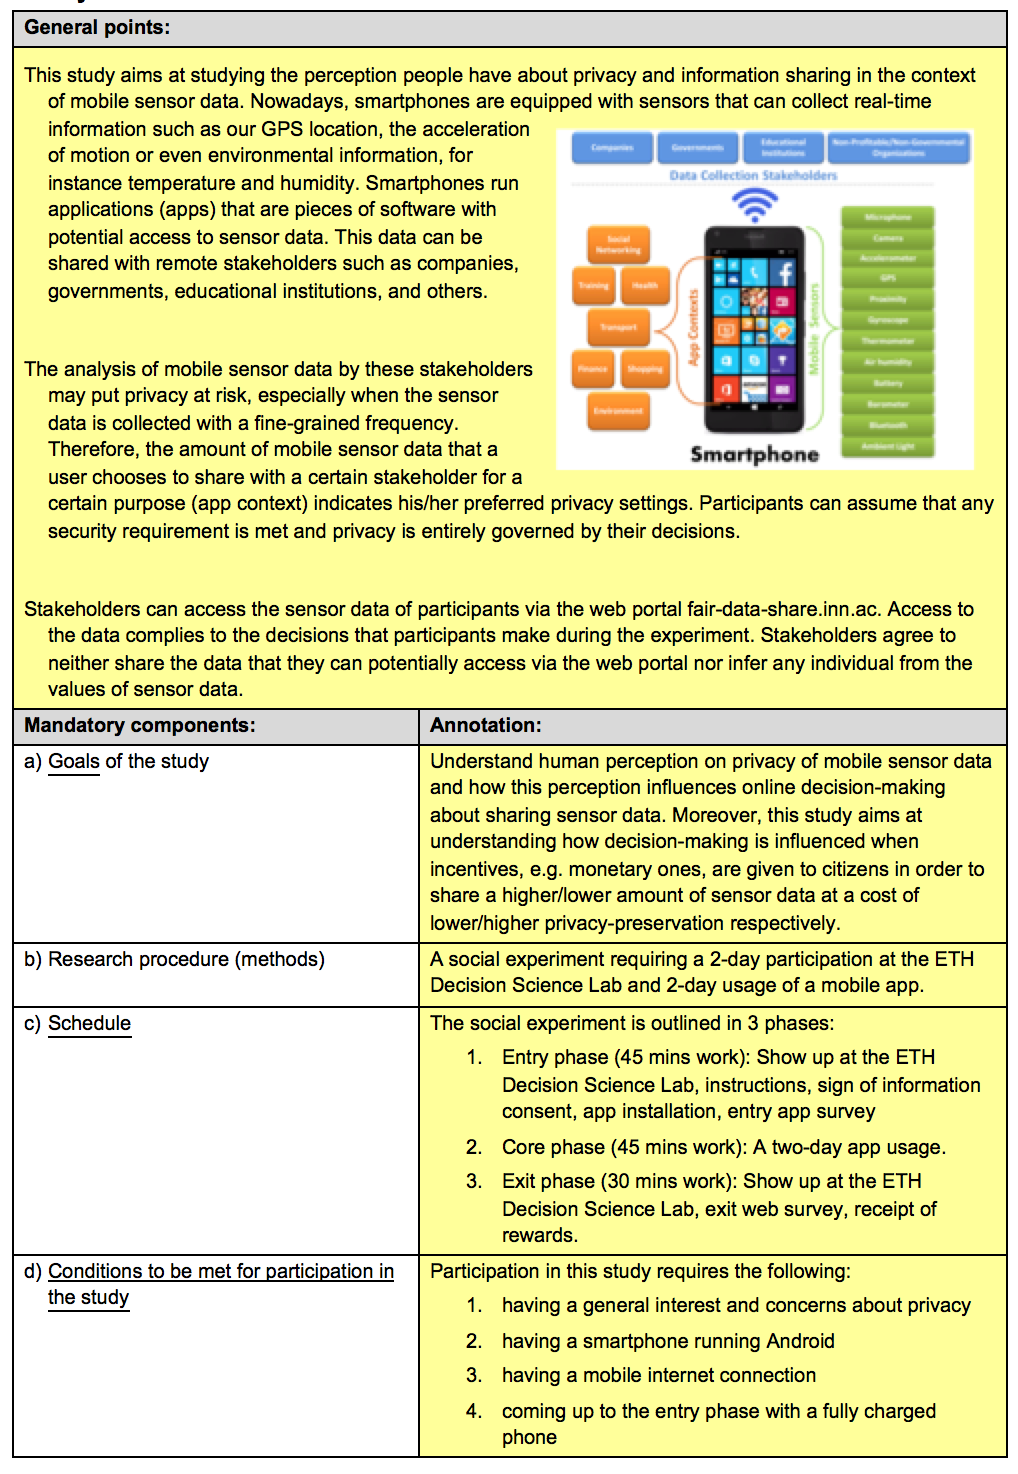 General points:
This study aims at studying the perception people have about privacy and information sharing in the context
of mobile sensor data. Nowadays, smartphones are equipped with sensors that can collect real-time
information such as our GPS location, the acceleration
of motion or even environmental information, for
instance temperature and humidity. Smartphones run
applications (apps) that are pieces of software with
potential access to sensor data. This data can be
shared with remote stakeholders such as companies,
governments, educational institutions, and others.
Companies
Governments
Educational
Institutions
Non-Profitable/Non-Governmental
Organisations
Data Collection Stakeholders
Social
Networking
Training
Health
Transport
Finance
Shopping
Environment
App Contexts
Mobile Sensors
Microphone
Camera
Accelerometer
GPS
Proximity
Gyroscope
Thermometer
Air humidity
Battery
Barometer
Bluetooth
Ambient Light
Smartphone
The analysis of mobile sensor data by these stakeholders
may put privacy at risk, especially when the sensor
data is collected with a fine-grained frequency.
Therefore, the amount of mobile sensor data that a
user chooses to share with a certain stakeholder for a
certain purpose (app context) indicates his/her preferred privacy settings. Participants can assume that any
security requirement is met and privacy is entirely governed by their decisions.
Stakeholders can access the sensor data of participants via the web portal fair-data-share.inn.ac. Access to
the data complies to the decisions that participants make during the experiment. Stakeholders agree to
neither share the data that they can potentially access via the web portal nor infer any individual from the
values of sensor data.
Mandatory components:
Annotation:
a) Goals of the study
Understand human perception on privacy of mobile sensor data
and how this perception influences online decision-making
about sharing sensor data. Moreover, this study aims at
understanding how decision-making is influenced when
incentives, e.g. monetary ones, are given to citizens in order to
share a higher/lower amount of sensor data at a cost of
lower/higher privacy-preservation respectively.
b) Research procedure (methods)
A social experiment requiring a 2-day participation at the ETH
Decision Science Lab and 2-day usage of a mobile app.
c) Schedule
The social experiment is outlined in 3 phases:
1. Entry phase (45 mins work): Show up at the ETH
Decision Science Lab, instructions, sign of information
consent, app installation, entry app survey
2. Core phase (45 mins work): A two-day app usage.
3. Exit phase (30 mins work): Show up at the ETH
Decision Science Lab, exit web survey, receipt of
rewards.
d) Conditions to be met for participation in
the study
Participation in this study requires the following:
1. having a general interest and concerns about privacy
2. having a smartphone running Android
3. having a mobile internet connection
4. coming up to the entry phase with a fully charged
phone